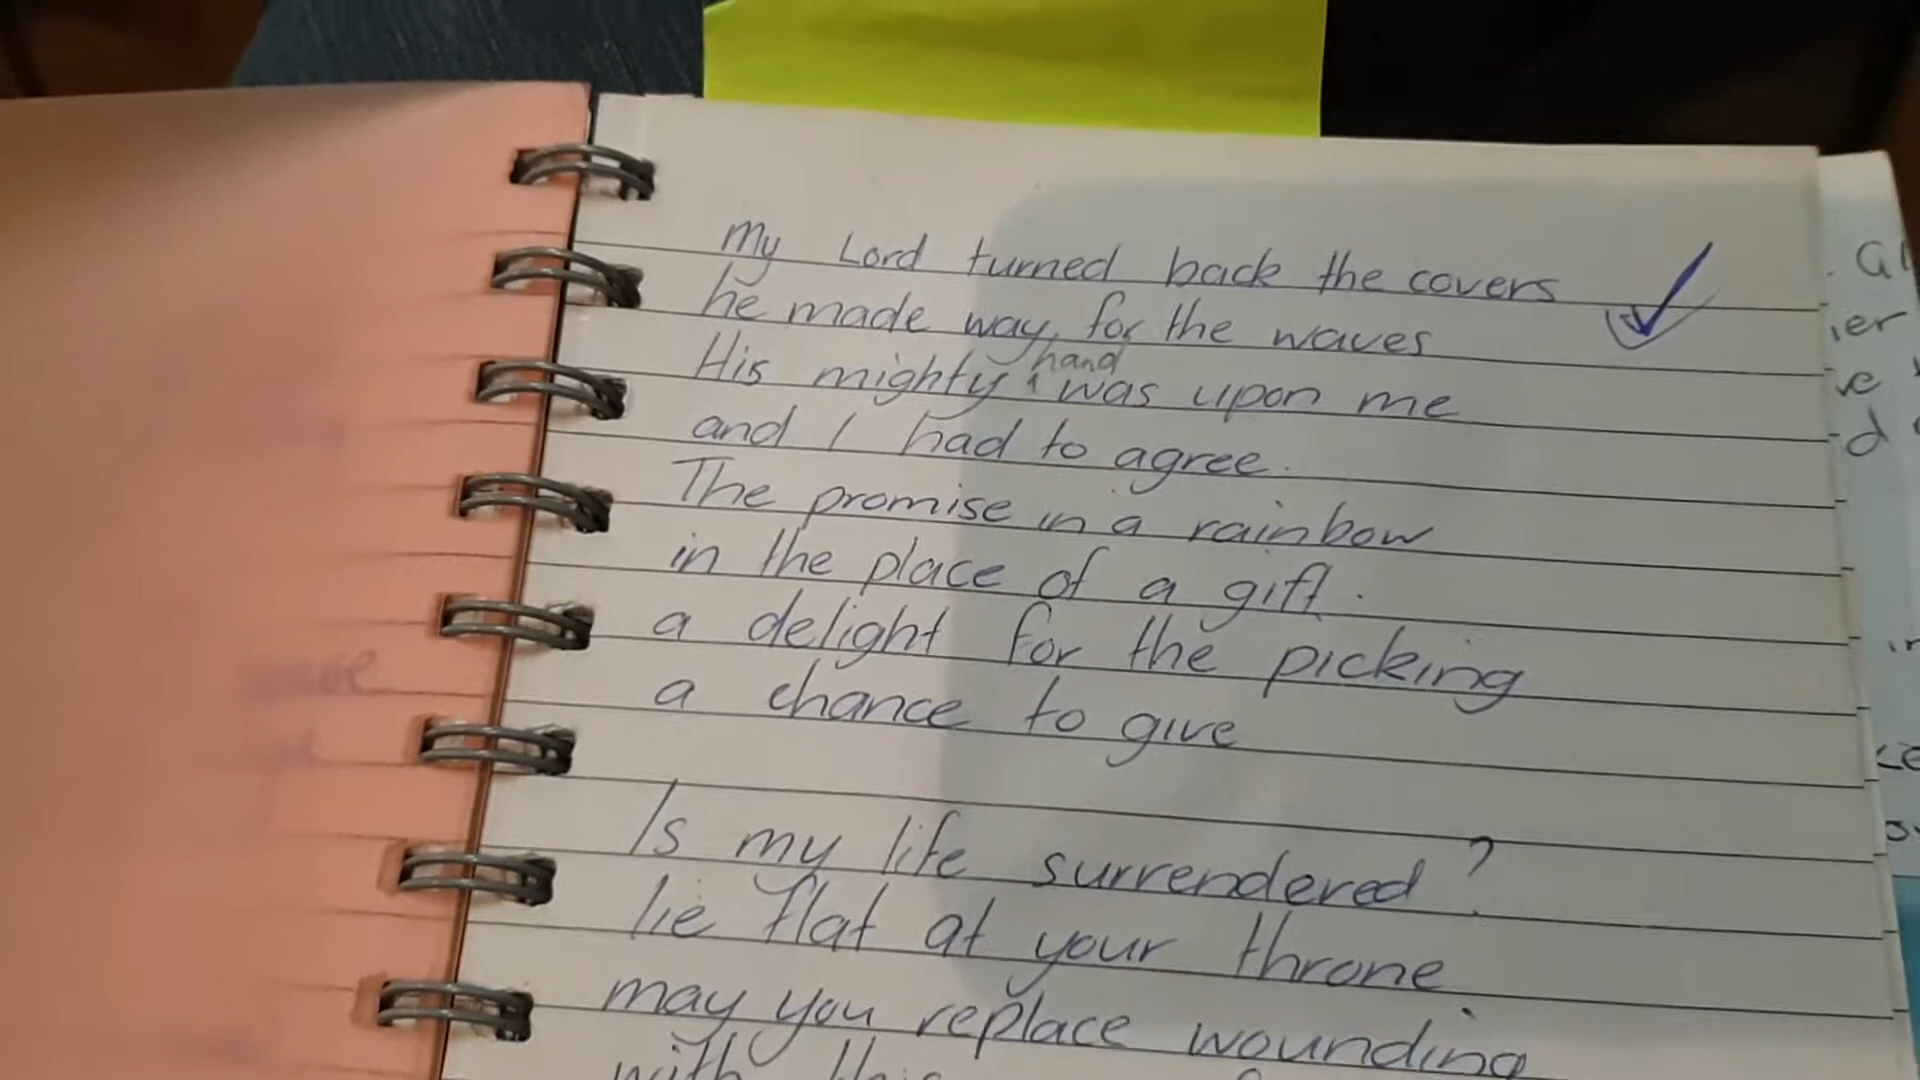 My Lord turned back the covers
he made way for the waves
His mighty hand was upon me
and I had to agree.
The promise in a rainbow
in the place of a gift.
a delight for the picking
a chance to give
Is my life surrendered?
lie flat at your throne
may you replace wounding
with